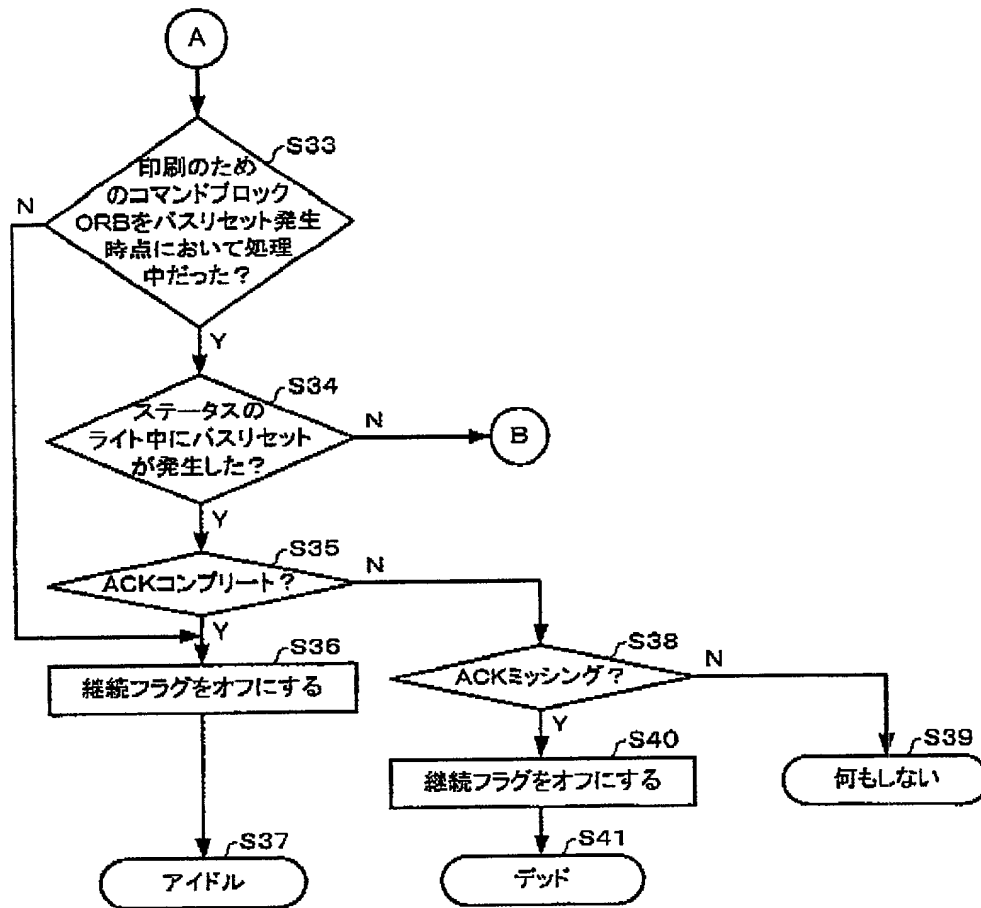 A
S33
印刷のため
のコマンドブロック
ORBをバスリセット発生
時点において処理
中だった？
N
Y
S34
ステータスの
ライト中にバスリセット
が発生した？
N
B
Y
S35
ACKコンプリート？
N
Y
S36
継続フラグをオフにする
S38
ACKミッシング？
N
Y
S40
継続フラグをオフにする
S39
何もしない
S37
アイドル
S41
デッド